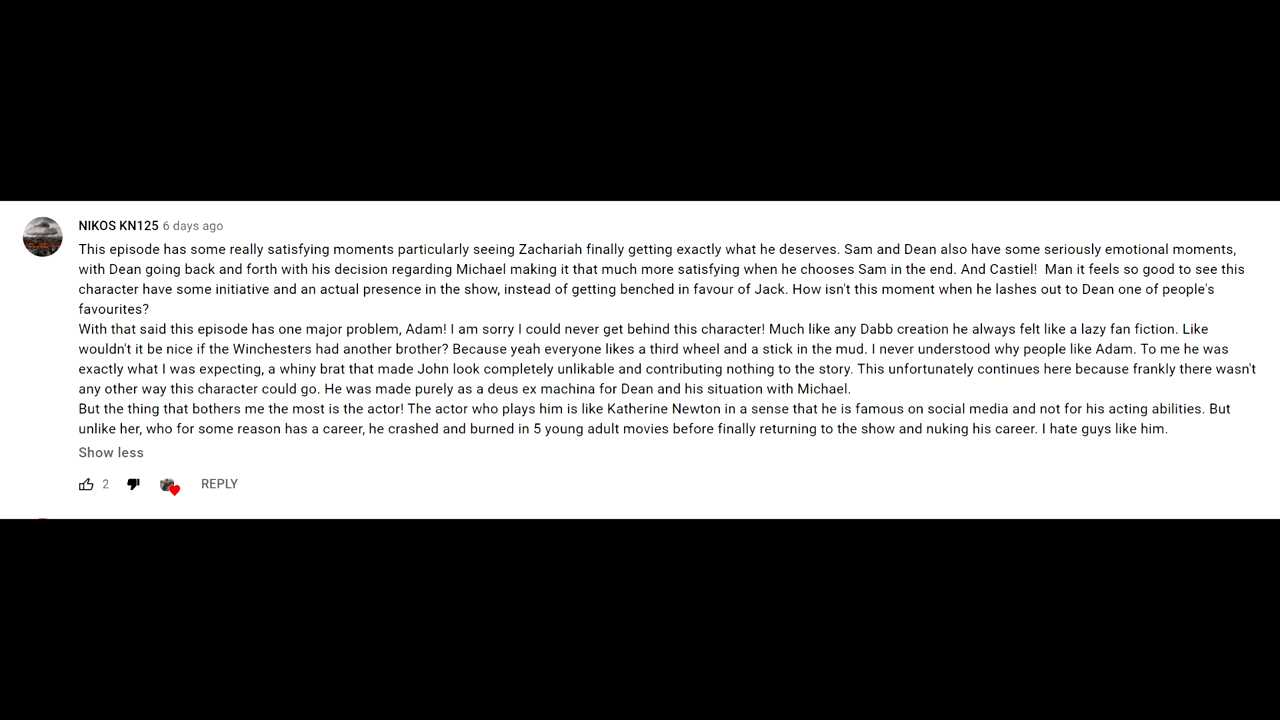 NIKOS KN125 6 days ago
This episode has some really satisfying moments particularly seeing Zachariah finally getting exactly what he deserves. Sam and Dean also have some seriously emotional moments,
with Dean going back and forth with his decision regarding Michael making it that much more satisfying when he chooses Sam in the end. And Castiel!  Man it feels so good to see this
character have some initiative and an actual presence in the show, instead of getting benched in favour of Jack. How isn't this moment when he lashes out to Dean one of people's
favourites?
With that said this episode has one major problem, Adam! I am sorry I could never get behind this character! Much like any Dabb creation he always felt like a lazy fan fiction. Like
wouldn't it be nice if the Winchesters had another brother? Because yeah everyone likes a third wheel and a stick in the mud. I never understood why people like Adam. To me he was
exactly what I was expecting, a whiny brat that made John look completely unlikable and contributing nothing to the story. This unfortunately continues here because frankly there wasn't
any other way this character could go. He was made purely as a deus ex machina for Dean and his situation with Michael.
But the thing that bothers me the most is the actor! The actor who plays him is like Katherine Newton in a sense that he is famous on social media and not for his acting abilities. But
unlike her, who for some reason has a career, he crashed and burned in 5 young adult movies before finally returning to the show and nuking his career. I hate guys like him.
Show less
2 REPLY